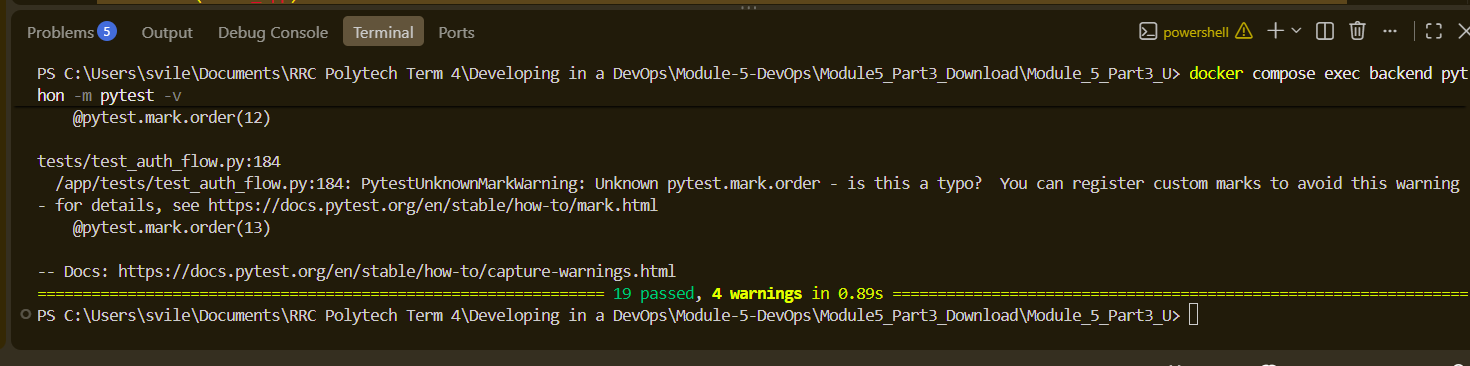 Problems 5 Output Debug Console Terminal Ports powershell
PS C:\Users\svile\Documents\RRC Polytech Term 4\Developing in a DevOps\Module-5-DevOps\Module5_Part3_Download\Module_5_Part3_U> docker compose exec backend pyt
hon -m pytest -v
@pytest.mark.order(12)
tests/test_auth_flow.py:184
/app/tests/test_auth_flow.py:184: PytestUnknownMarkWarning: Unknown pytest.mark.order - is this a typo?  You can register custom marks to avoid this warning
- for details, see https://docs.pytest.org/en/stable/how-to/mark.html
@pytest.mark.order(13)
-- Docs: https://docs.pytest.org/en/stable/how-to/capture-warnings.html
=============================================================== 19 passed, 4 warnings in 0.89s ================================================================
PS C:\Users\svile\Documents\RRC Polytech Term 4\Developing in a DevOps\Module-5-DevOps\Module5_Part3_Download\Module_5_Part3_U>